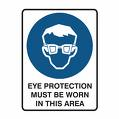 EYE PROTECTION
MUST BE WORN
IN THIS AREA